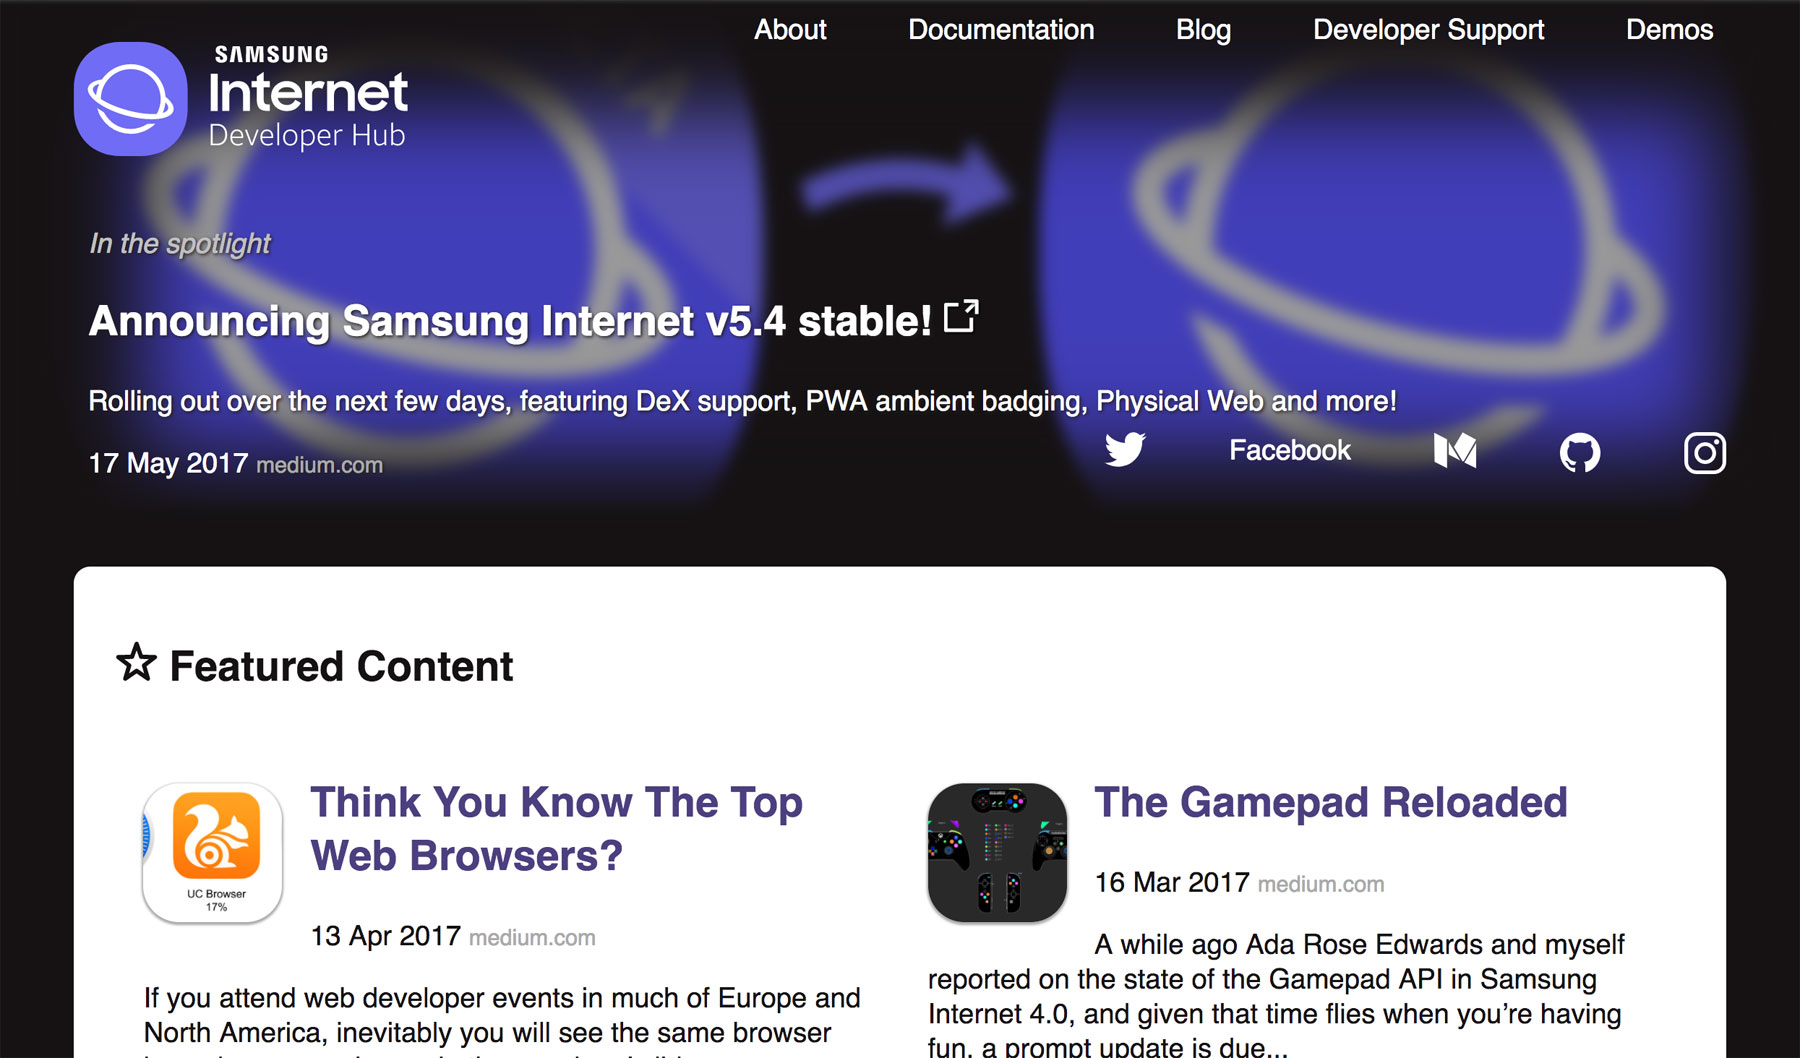 About Documentation Blog Developer Support Demos
SAMSUNG
Internet
Developer Hub
In the spotlight
Announcing Samsung Internet v5.4 stable!
Rolling out over the next few days, featuring DeX support, PWA ambient badging, Physical Web and more!
17 May 2017 medium.com
Facebook
Featured Content
UC Browser
17%
Think You Know The Top
Web Browsers?
13 Apr 2017 medium.com
If you attend web developer events in much of Europe and
North America, inevitably you will see the same browser
The Gamepad Reloaded
16 Mar 2017 medium.com
A while ago Ada Rose Edwards and myself
reported on the state of the Gamepad API in Samsung
Internet 4.0, and given that time flies when you’re having
fun, a prompt update is due...